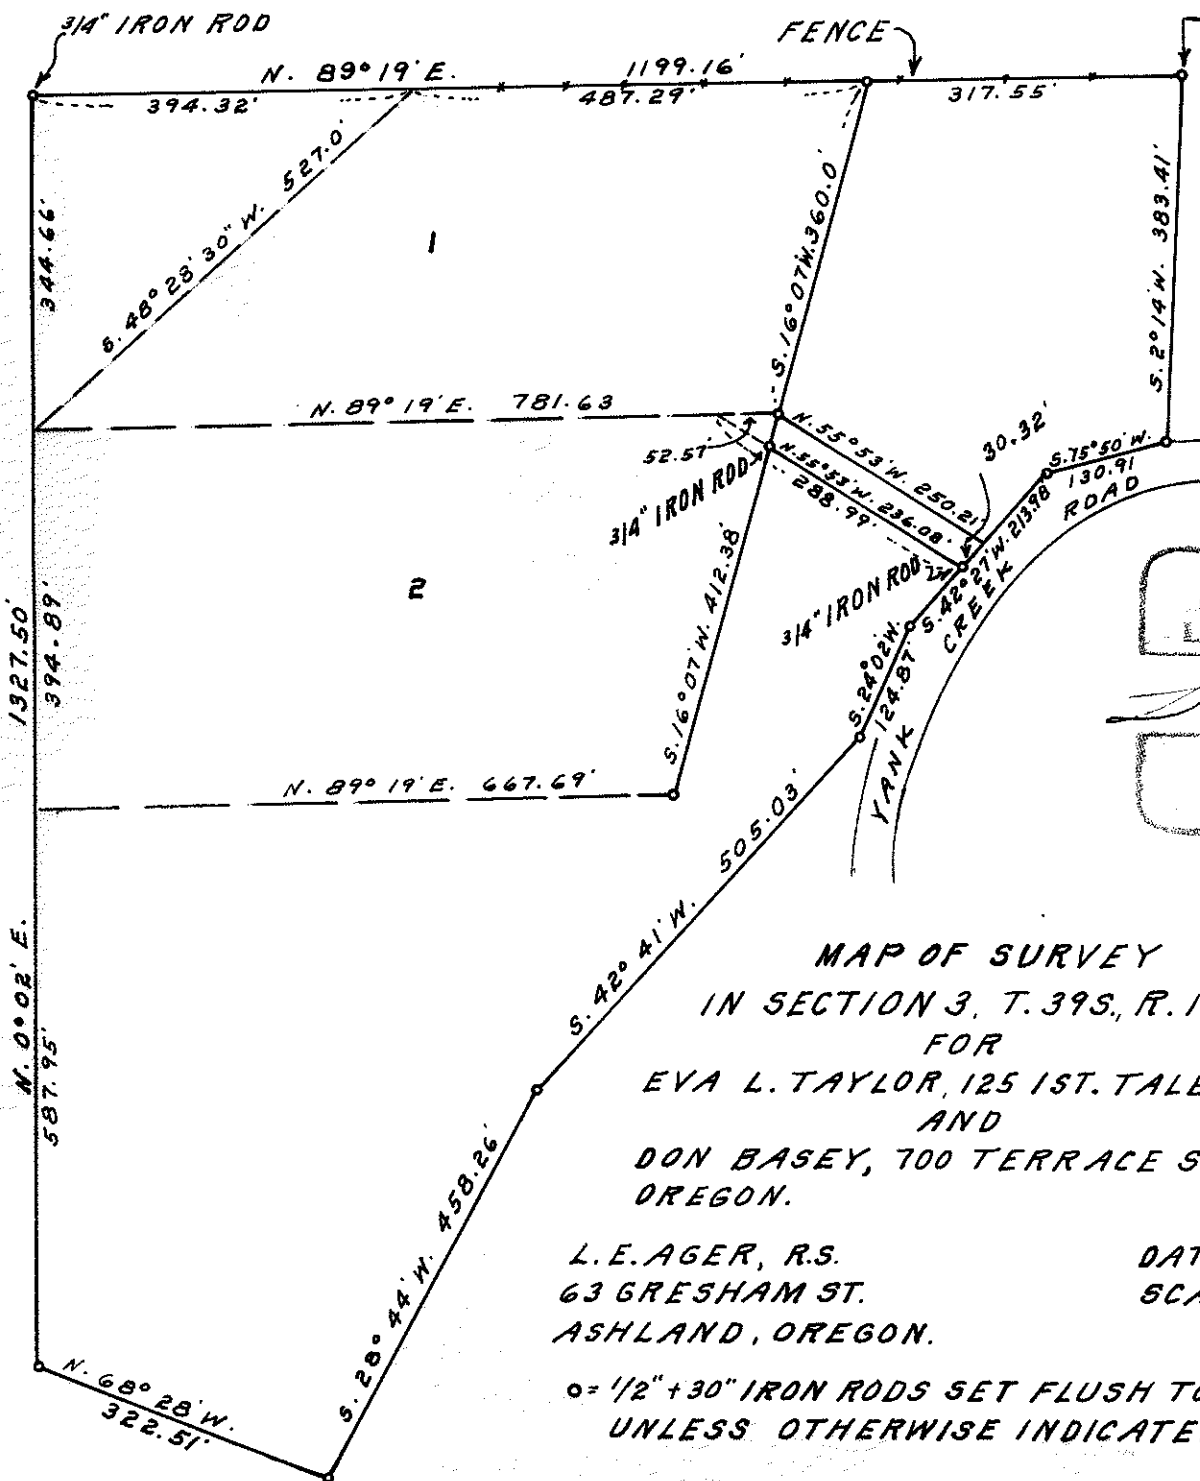 3/4" IRON ROD
FENCE
N. 89° 19' E.
1199.16'
394.32'
487.29'
317.55'
344.66'
S. 48° 28' 30" W. 527.0'
1
S. 16° 07' W. 360.0'
S. 2° 14' W. 383.41'
N. 89° 19' E. 781.63
52.57'
N. 55° 53' W. 250.21'
30.32'
S. 75° 50' W.
130.91
3/4" IRON ROD
N. 55° 53' W. 236.08'
288.99'
S. 42° 27' W. 213.98
3/4" IRON ROD
2
S. 16° 07' W. 412.38'
S. 24° 02' W.
124.87'
YANK CREEK ROAD
1327.50'
394.89'
N. 89° 19' E. 667.69'
S. 42° 41' W. 505.03'
N. 0° 02' E.
587.95'
S. 28° 44' W. 458.26'
N. 68° 28' W.
322.51'
MAP OF SURVEY
IN SECTION 3, T. 39S., R. 1
FOR
EVA L. TAYLOR, 125 1ST. TALE
AND
DON BASEY, 700 TERRACE S
OREGON.
L. E. AGER, R.S.
DAT
63 GRESHAM ST.
SCA
ASHLAND, OREGON.
o = 1/2" + 30" IRON RODS SET FLUSH TO
UNLESS OTHERWISE INDICATE